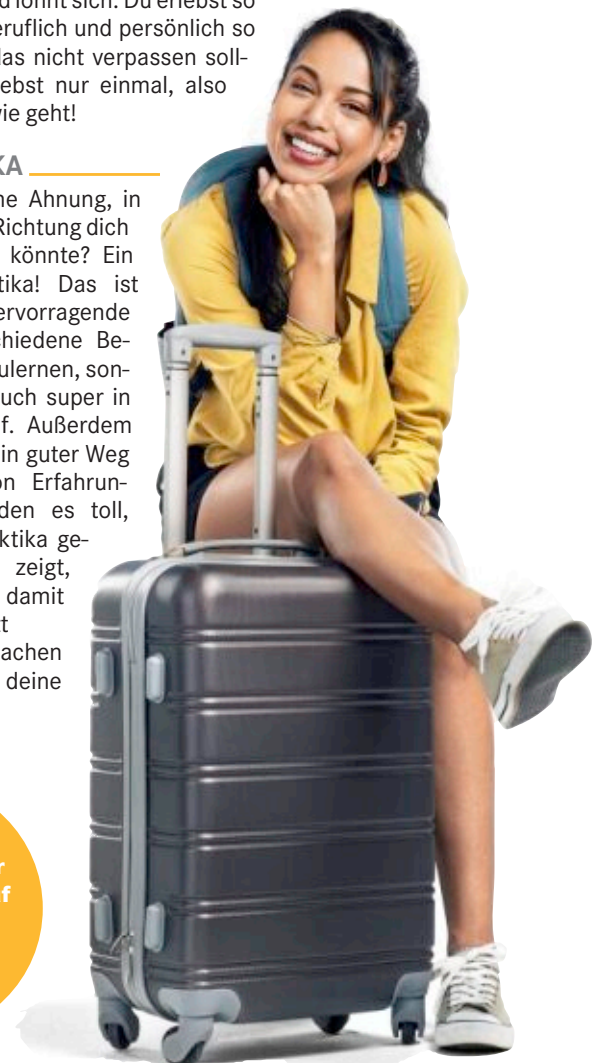 d lohnt sich. Du erlebst so
eruflich und persönlich so
das nicht verpassen soll-
ebst nur einmal, also
wie geht!
KA
ne Ahnung, in
Richtung dich
könnte? Ein
tika! Das ist
ervorragende
chiedene Be-
ulernen, son-
uch super in
f. Außerdem
in guter Weg
on Erfahrun-
den es toll,
ktika ge-
zeigt,
damit
tt
achen
deine
r
f